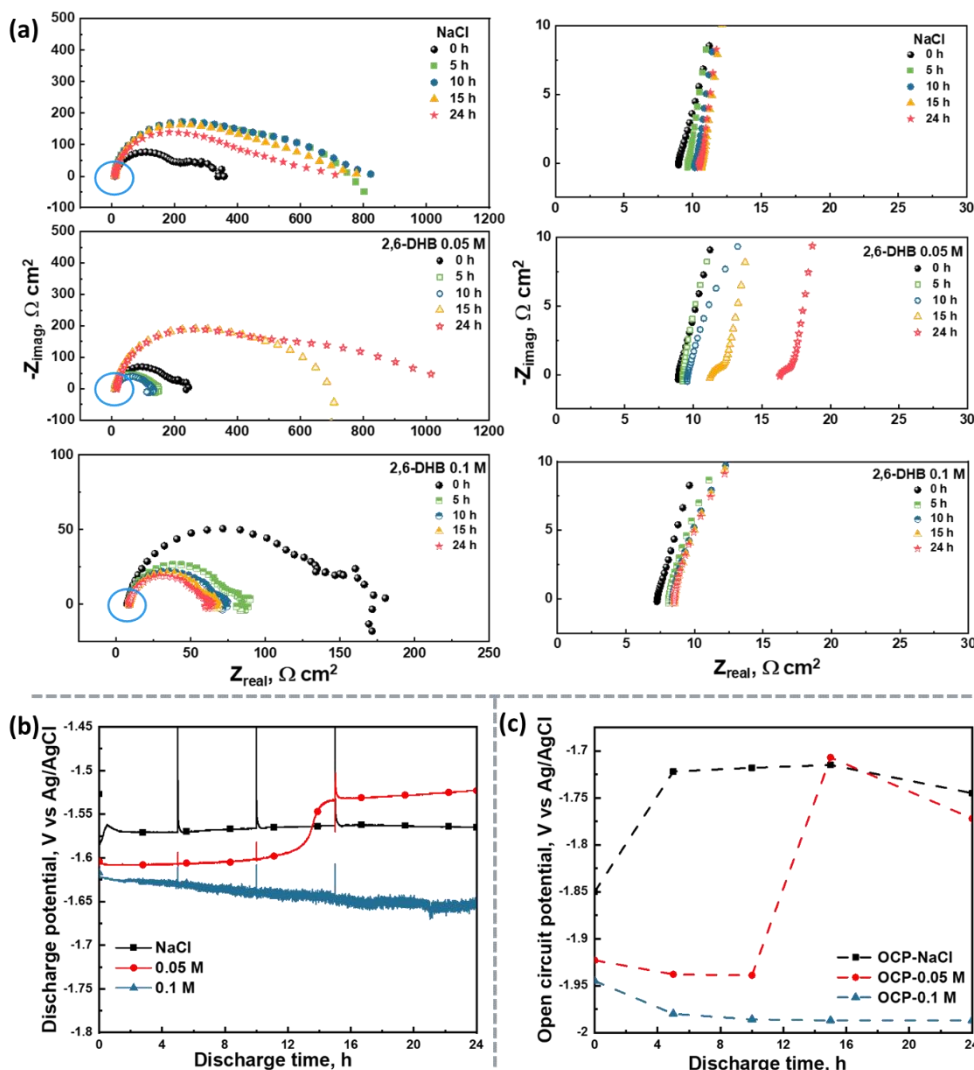 (a)
500
400
300
200
100
0
-100
0 200 400 600 800 1000 1200
NaCl
0 h
5 h
10 h
15 h
24 h
10
5
0
0 5 10 15 20 25 30
NaCl
0 h
5 h
10 h
15 h
24 h
-Zimag, Ω cm2
500
400
300
200
100
0
-100
0 200 400 600 800 1000 1200
2,6-DHB 0.05 M
0 h
5 h
10 h
15 h
24 h
-Zimag, Ω cm2
10
5
0
0 5 10 15 20 25 30
2,6-DHB 0.05 M
0 h
5 h
10 h
15 h
24 h
100
50
0
0 50 100 150 200 250
Zreal, Ω cm2
2,6-DHB 0.1 M
0 h
5 h
10 h
15 h
24 h
10
5
0
0 5 10 15 20 25 30
Zreal, Ω cm2
2,6-DHB 0.1 M
0 h
5 h
10 h
15 h
24 h
(b)
Discharge potential, V vs Ag/AgCl
-1.45
-1.5
-1.55
-1.6
-1.65
-1.7
-1.75
-1.8
NaCl
0.05 M
0.1 M
0 4 8 12 16 20 24
Discharge time, h
(c)
Open circuit potential, V vs Ag/AgCl
-1.7
-1.75
-1.8
-1.85
-1.9
-1.95
-2
OCP-NaCl
OCP-0.05 M
OCP-0.1 M
0 4 8 12 16 20 24
Discharge time, h